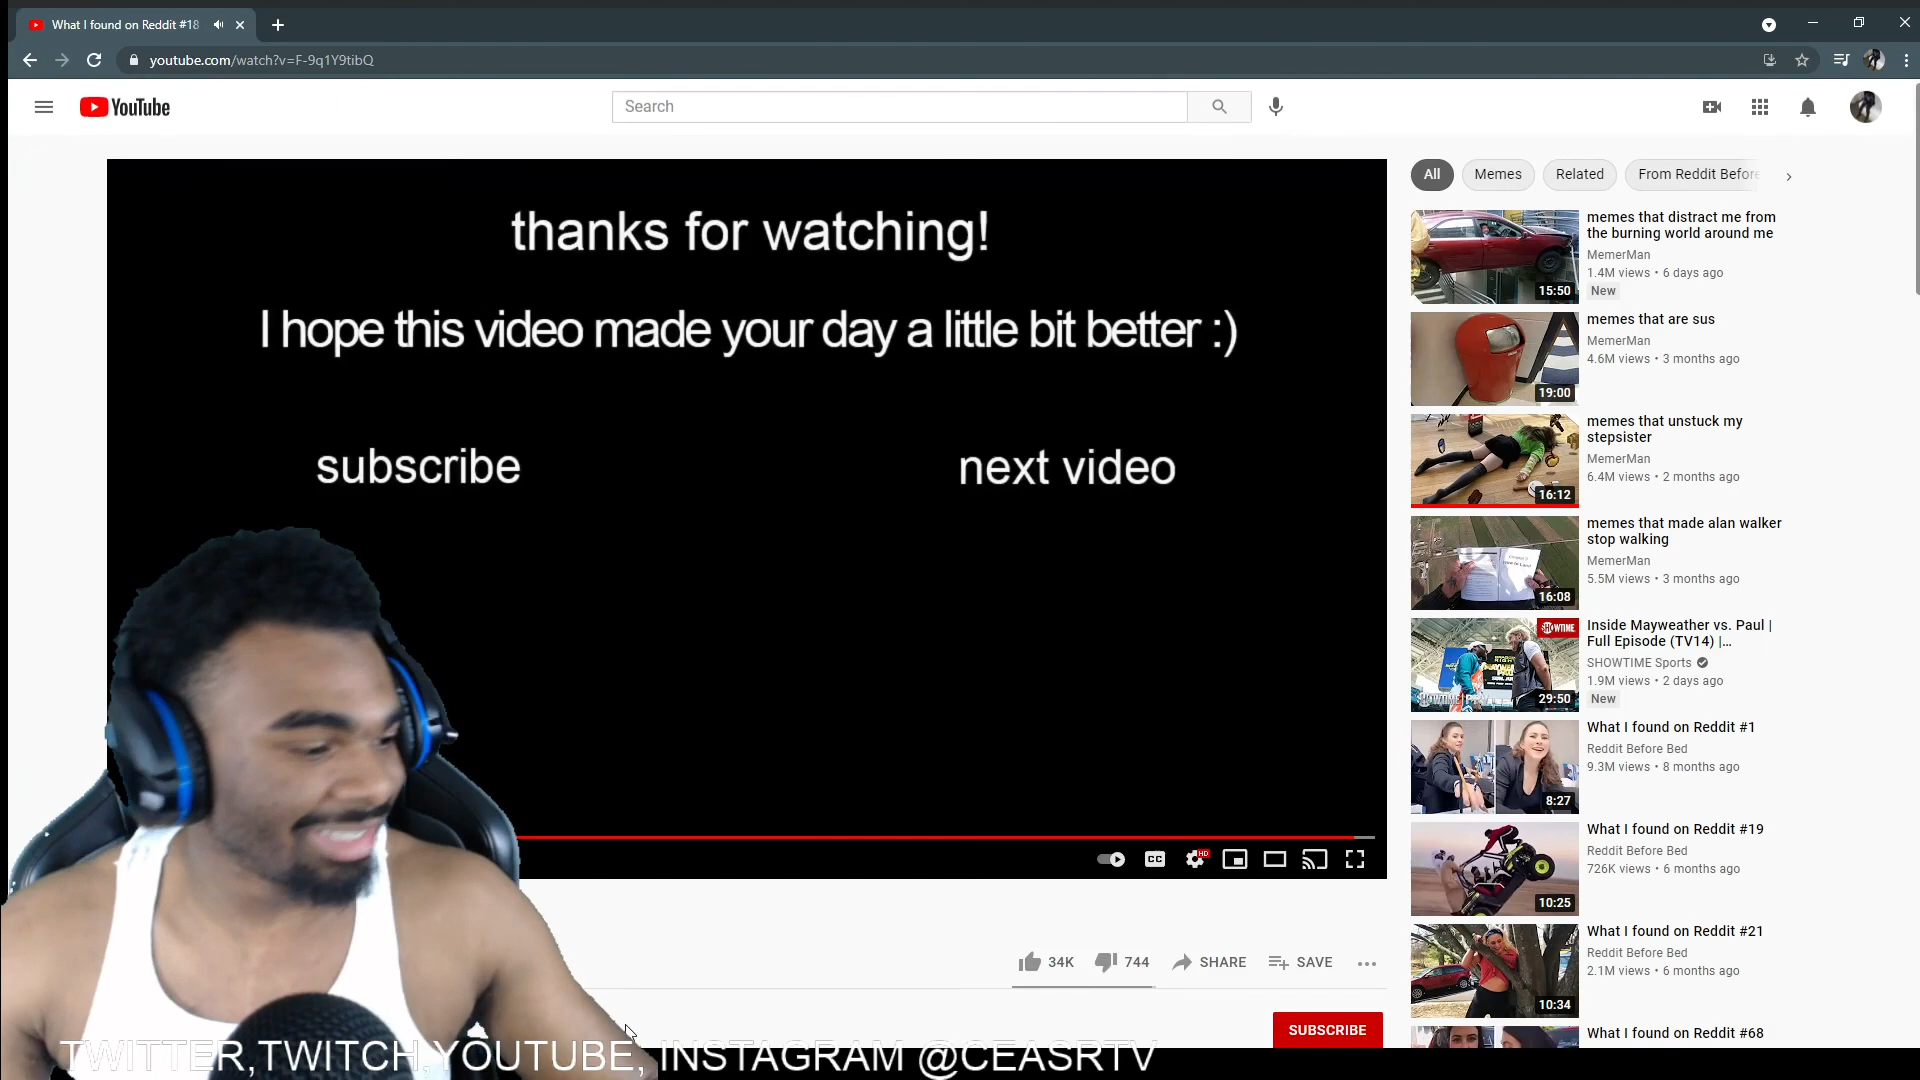 What I found on Reddit #18
youtube.com/watch?v=F-9q1Y9tibQ
YouTube
Search
thanks for watching!
I hope this video made your day a little bit better :)
subscribe
next video
CC
HD
34K
744
SHARE
SAVE
SUBSCRIBE
TWITTER,TWITCH,YOUTUBE, INSTAGRAM @CEASRTV
All
Memes
Related
From Reddit Before
memes that distract me from
the burning world around me
MemerMan
1.4M views • 6 days ago
New
15:50
memes that are sus
MemerMan
4.6M views • 3 months ago
19:00
memes that unstuck my
stepsister
MemerMan
6.4M views • 2 months ago
16:12
memes that made alan walker
stop walking
MemerMan
5.5M views • 3 months ago
16:08
Inside Mayweather vs. Paul |
Full Episode (TV14) |...
SHOWTIME Sports
1.9M views • 2 days ago
New
SHOWTIME
29:50
What I found on Reddit #1
Reddit Before Bed
9.3M views • 8 months ago
8:27
What I found on Reddit #19
Reddit Before Bed
726K views • 6 months ago
10:25
What I found on Reddit #21
Reddit Before Bed
2.1M views • 6 months ago
10:34
What I found on Reddit #68